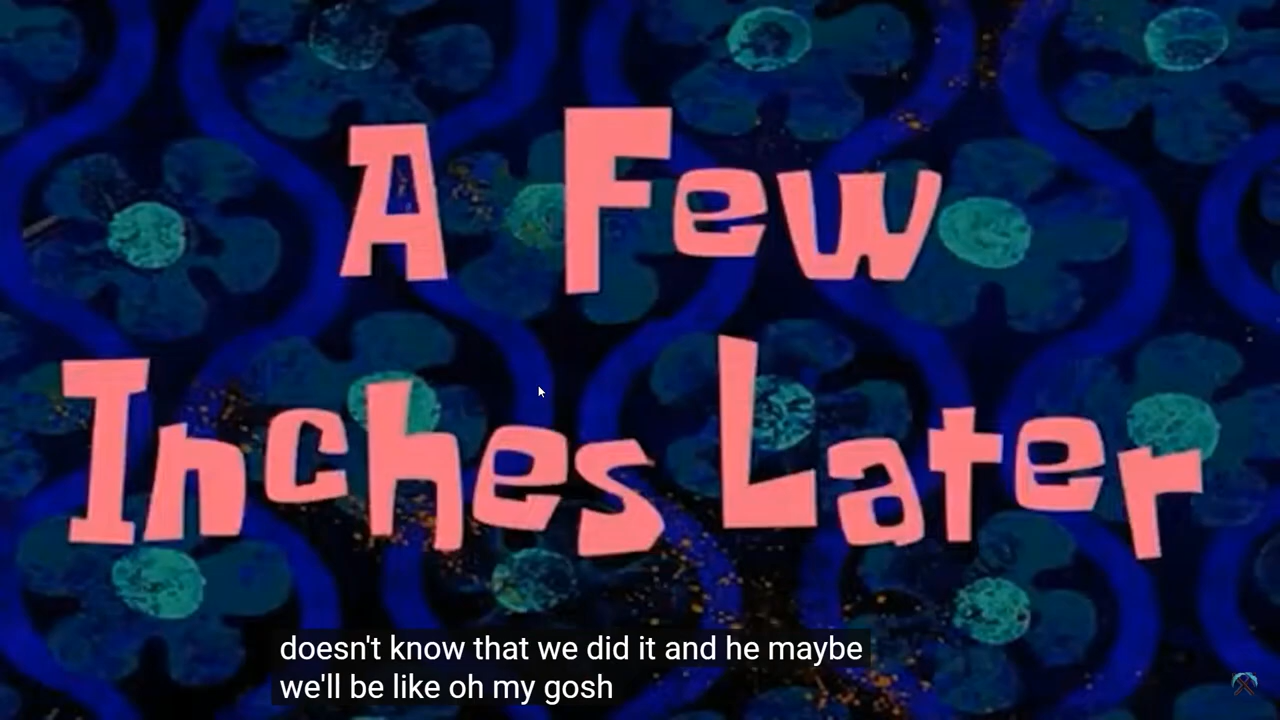 A Few
Inches Later
doesn't know that we did it and he maybe
we'll be like oh my gosh